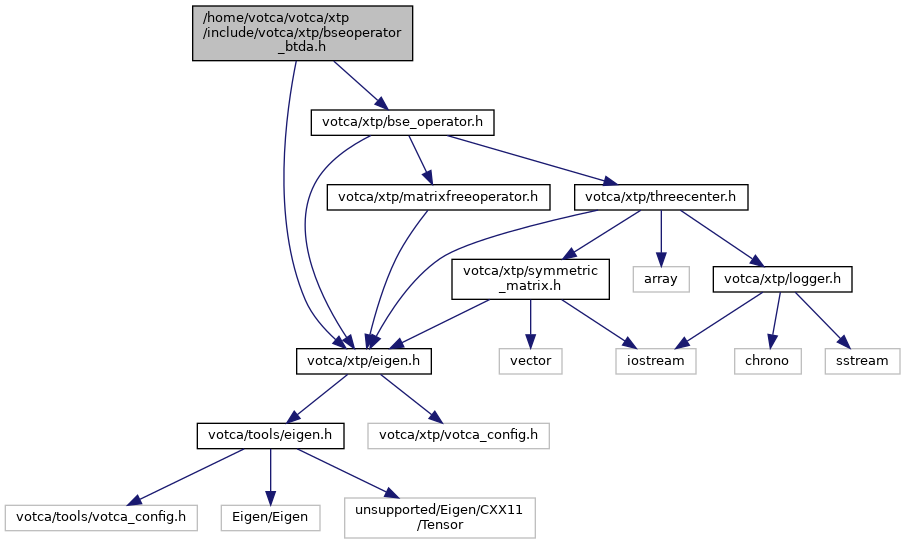 /home/votca/votca/xtp
/include/votca/xtp/bseoperator
_btda.h
votca/xtp/bse_operator.h
votca/xtp/matrixfreeoperator.h
votca/xtp/threecenter.h
votca/xtp/symmetric
_matrix.h
array
votca/xtp/logger.h
votca/xtp/eigen.h
vector
iostream
chrono
sstream
votca/tools/eigen.h
votca/xtp/votca_config.h
votca/tools/votca_config.h
Eigen/Eigen
unsupported/Eigen/CXX11
/Tensor